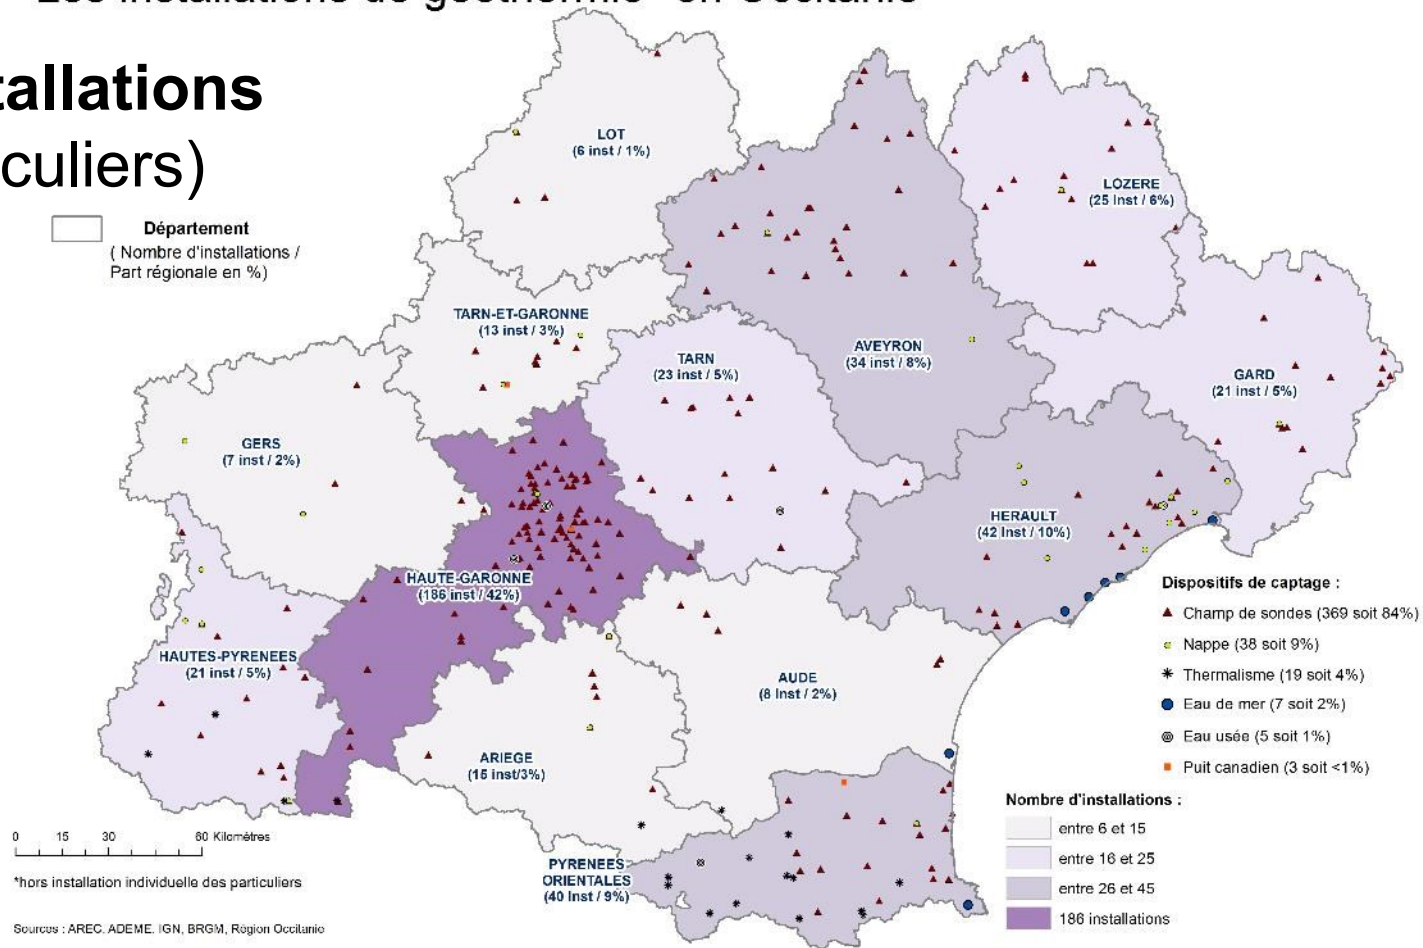 Les installations de géothermie* en Occitanie
tallations
culiers)
Département
( Nombre d'installations /
Part régionale en %)
LOT
(6 inst / 1%)
LOZERE
(25 Inst / 6%)
TARN-ET-GARONNE
(13 inst / 3%)
TARN
(23 inst / 5%)
AVEYRON
(34 inst / 8%)
GARD
(21 inst / 5%)
GERS
(7 inst / 2%)
HERAULT
(42 Inst / 10%)
HAUTE-GARONNE
(186 inst / 42%)
HAUTES-PYRENEES
(21 inst / 5%)
AUDE
(8 Inst / 2%)
ARIEGE
(15 inst/3%)
PYRENEES
ORIENTALES
(40 Inst / 9%)
Dispositifs de captage :
Champ de sondes (369 soit 84%)
Nappe (38 soit 9%)
Thermalisme (19 soit 4%)
Eau de mer (7 soit 2%)
Eau usée (5 soit 1%)
Puit canadien (3 soit <1%)
Nombre d'installations :
entre 6 et 15
entre 16 et 25
entre 26 et 45
186 installations
0 15 30 60 Kilomètres
*hors installation individuelle des particuliers
Sources : AREC, ADEME, IGN, BRGM, Région Occitanie